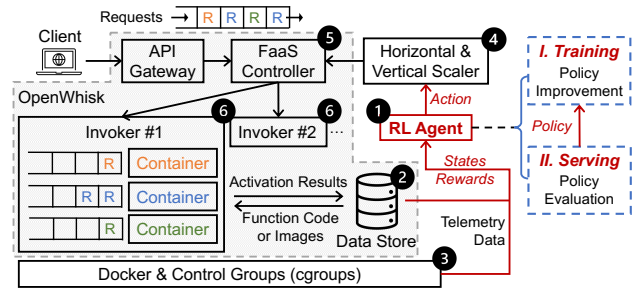 Requests
R R R R
Client
API
Gateway
FaaS
Controller
5
Horizontal &
Vertical Scaler
4
I. Training
Policy
Improvement
OpenWhisk
Action
1
RL Agent
Policy
6
Invoker #1
6
Invoker #2
...
States
Rewards
II. Serving
Policy
Evaluation
R
Container
R R
Container
R
Container
Activation Results
Function Code
or Images
2
Data Store
Telemetry
Data
3
Docker & Control Groups (cgroups)